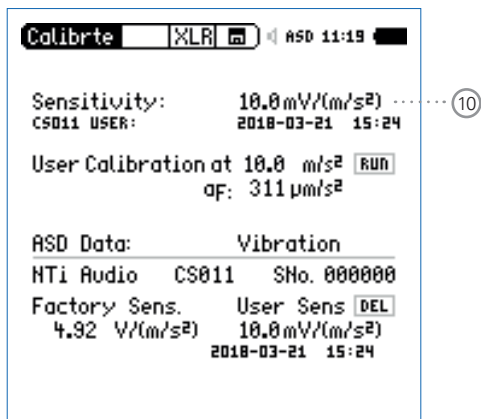 Calibrte XLR ASD 11:19
Sensitivity: 10.0mV/(m/s²) 10
CS011 USER: 2018-03-21 15:24
User Calibration at 10.0 m/s² RUN
aF: 311µm/s²
ASD Data: Vibration
NTi Audio CS011 SNo. 000000
Factory Sens. User Sens DEL
4.92 V/(m/s²) 10.0mV/(m/s²)
2018-03-21 15:24